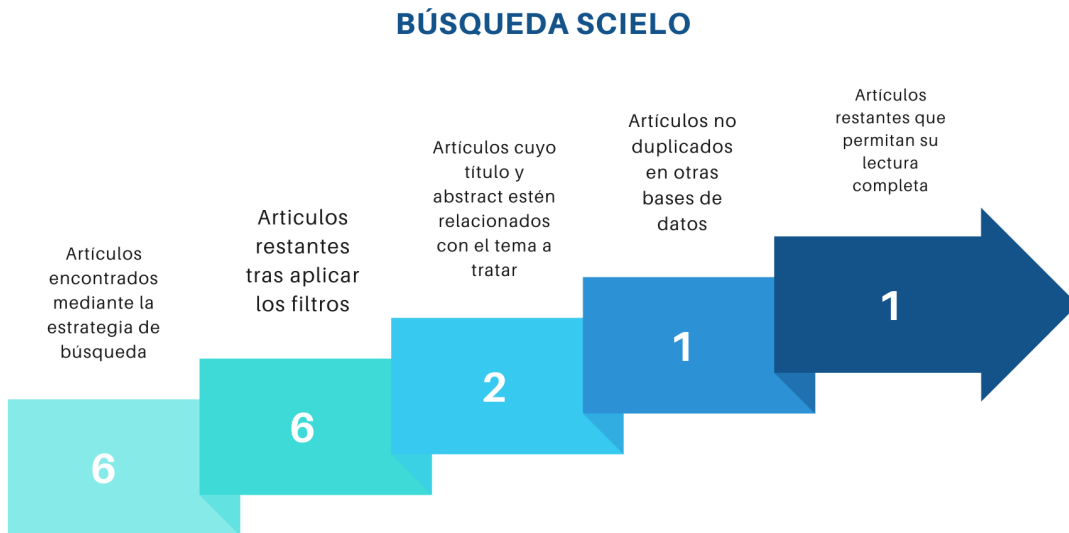 BÚSQUEDA SCIELO
Artículos
encontrados
mediante la
estrategia de
búsqueda
6
Articulos
restantes
tras aplicar
los filtros
6
Artículos cuyo
título y
abstract estén
relacionados
con el tema a
tratar
2
Artículos no
duplicados
en otras
bases de
datos
1
Artículos
restantes que
permitan su
lectura
completa
1